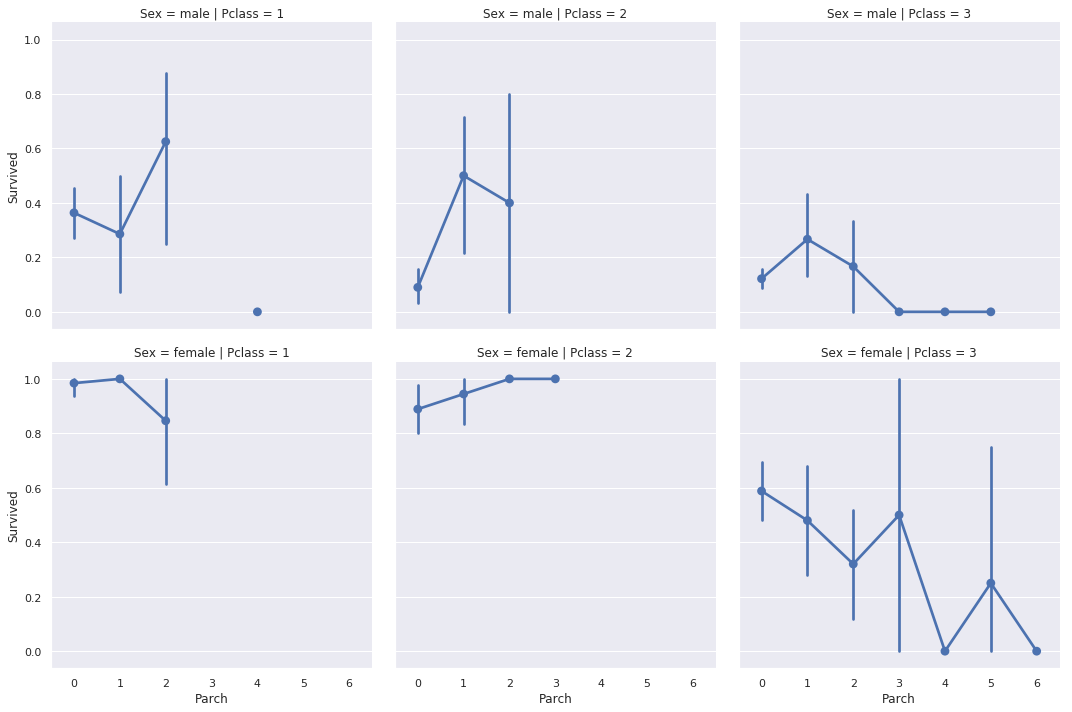 Sex = male | Pclass = 1
Sex = male | Pclass = 2
Sex = male | Pclass = 3
1.0
0.8
0.6
0.4
0.2
0.0
Survived
Sex = female | Pclass = 1
Sex = female | Pclass = 2
Sex = female | Pclass = 3
1.0
0.8
0.6
0.4
0.2
0.0
Survived
0 1 2 3 4 5 6
0 1 2 3 4 5 6
0 1 2 3 4 5 6
Parch
Parch
Parch